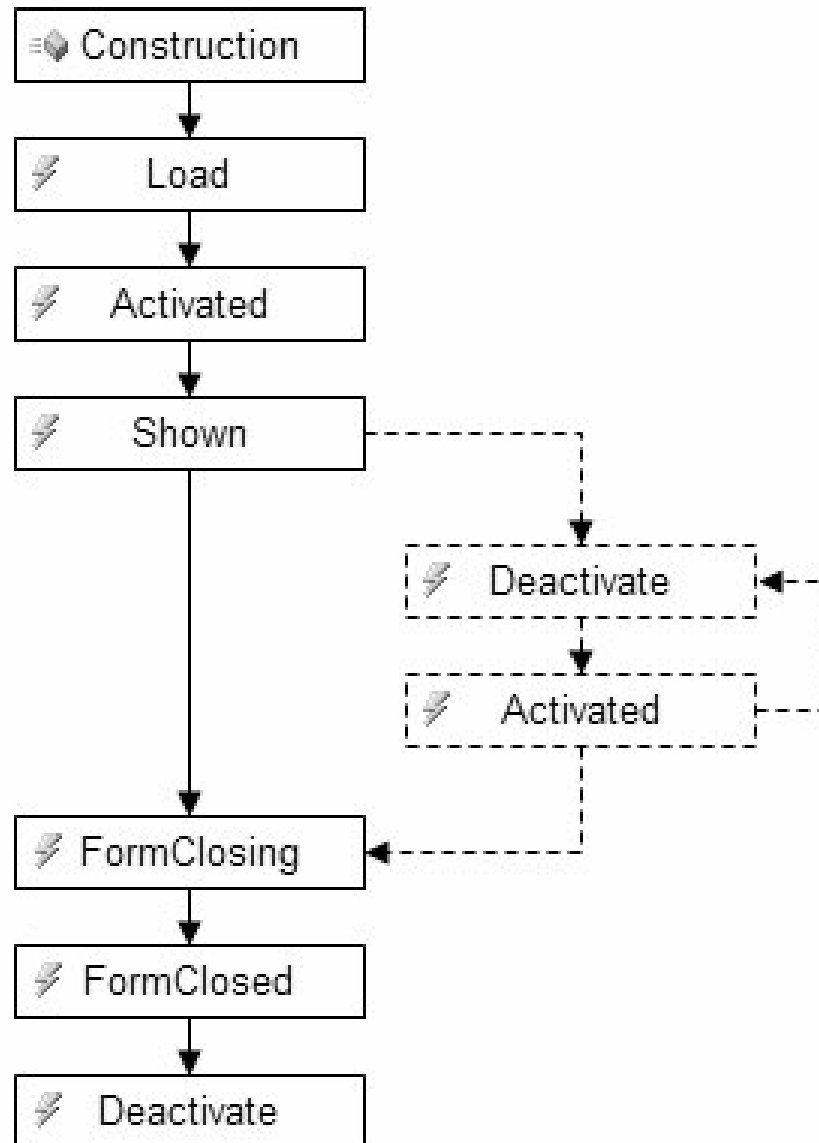 Construction
Load
Activated
Shown
Deactivate
Activated
FormClosing
FormClosed
Deactivate